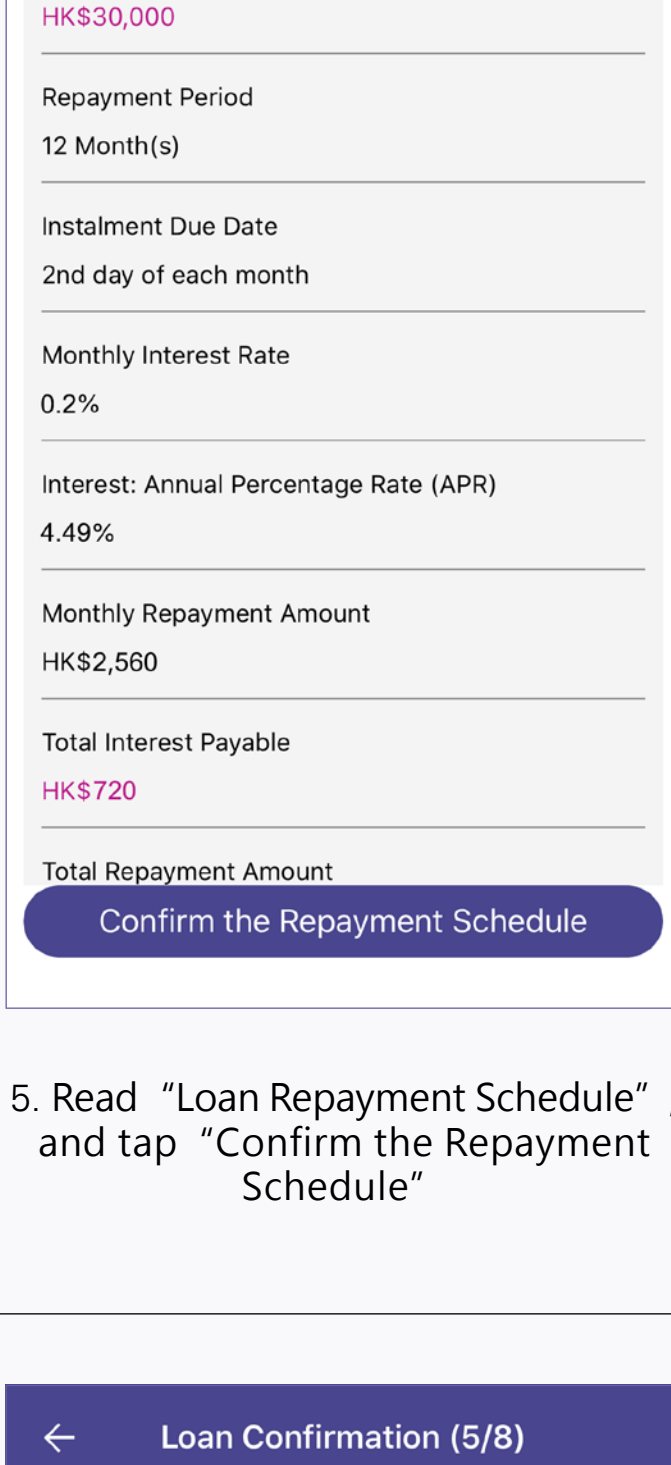 HK$30,000
Repayment Period
12 Month(s)
Instalment Due Date
2nd day of each month
Monthly Interest Rate
0.2%
Interest: Annual Percentage Rate (APR)
4.49%
Monthly Repayment Amount
HK$2,560
Total Interest Payable
HK$720
Total Repayment Amount
Confirm the Repayment Schedule
5. Read “Loan Repayment Schedule” ,
and tap “Confirm the Repayment
Schedule”
← Loan Confirmation (5/8)